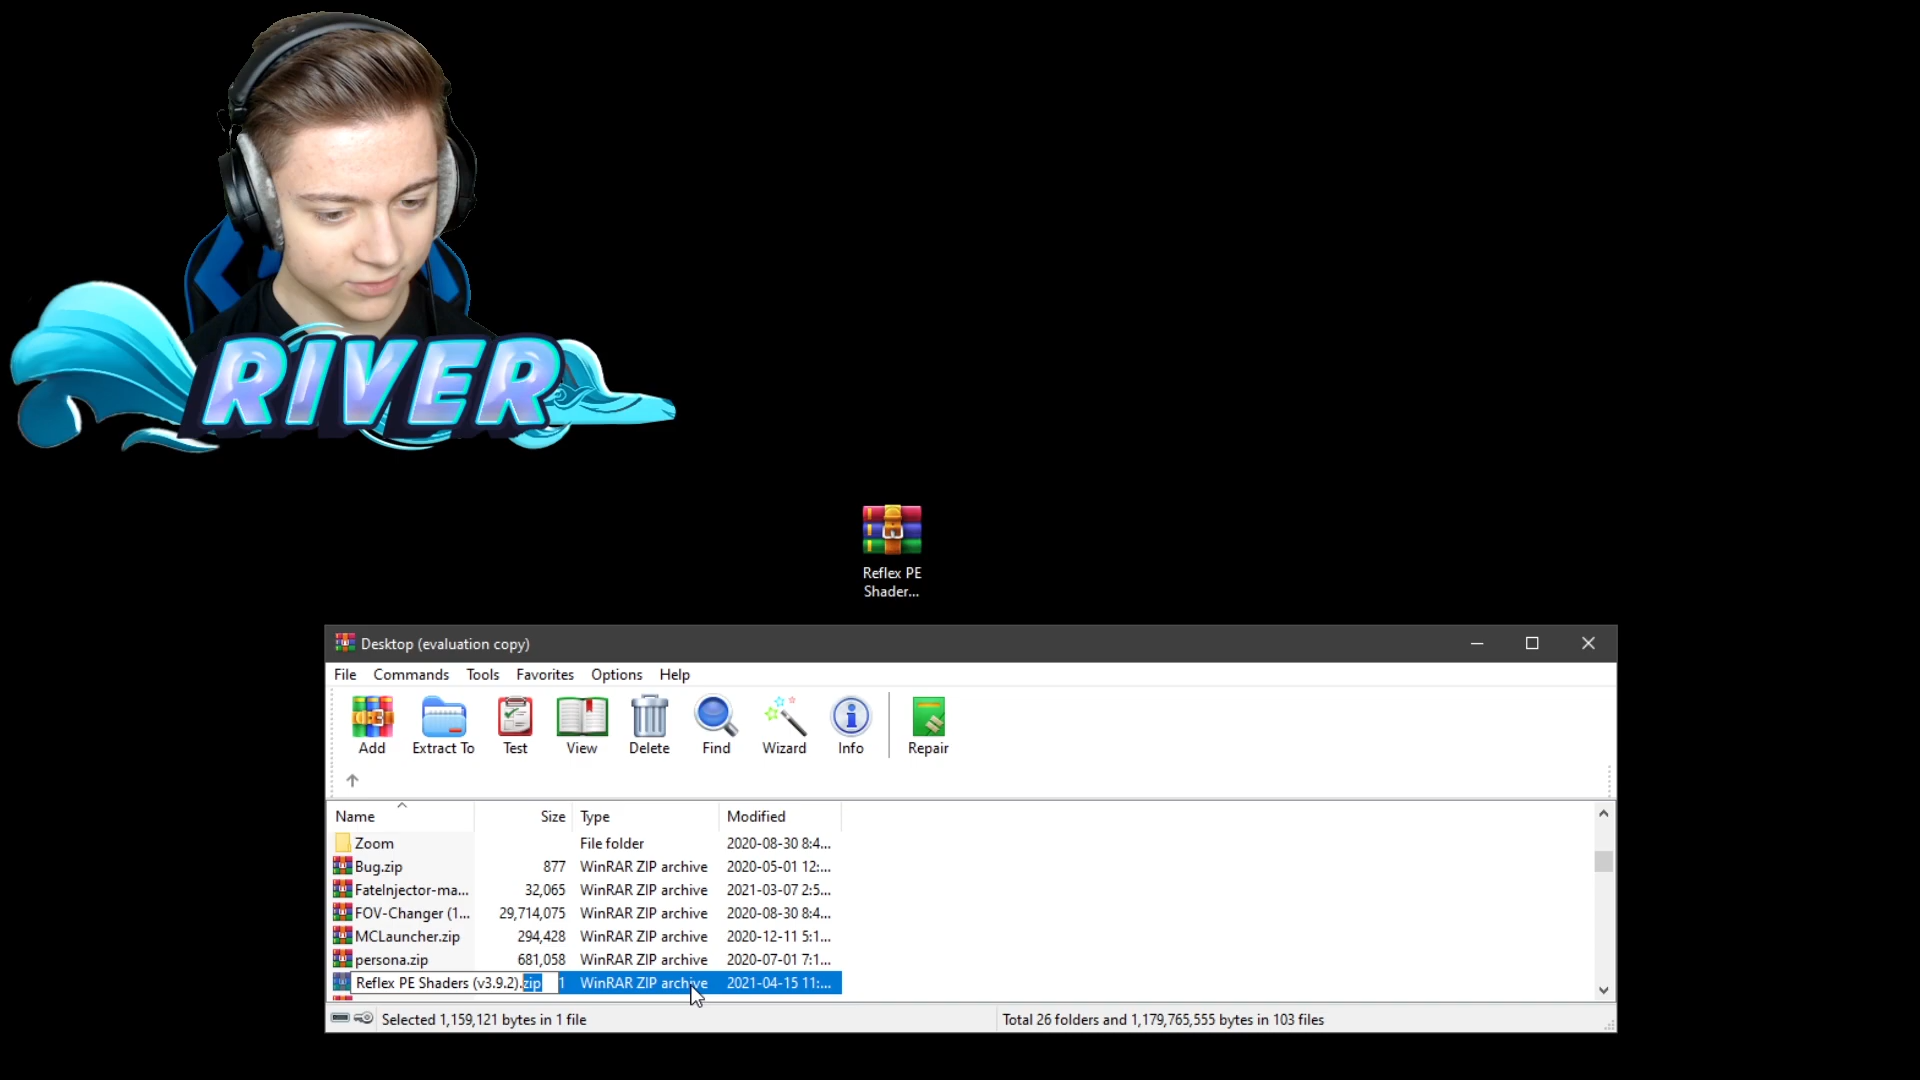 RIVER
Reflex PE
Shader...
Desktop (evaluation copy)
File Commands Tools Favorites Options Help
Add Extract To Test View Delete Find Wizard Info Repair
Name Size Type Modified
Zoom File folder 2020-08-30 8:4...
Bug.zip 877 WinRAR ZIP archive 2020-05-01 12:...
FateInjector-ma... 32,065 WinRAR ZIP archive 2021-03-07 2:5...
FOV-Changer (1... 29,714,075 WinRAR ZIP archive 2020-08-30 8:4...
MCLauncher.zip 294,428 WinRAR ZIP archive 2020-12-11 5:1...
persona.zip 681,058 WinRAR ZIP archive 2020-07-01 7:1...
Reflex PE Shaders (v3.9.2).zip 1 WinRAR ZIP archive 2021-04-15 11:...
Selected 1,159,121 bytes in 1 file Total 26 folders and 1,179,765,555 bytes in 103 files